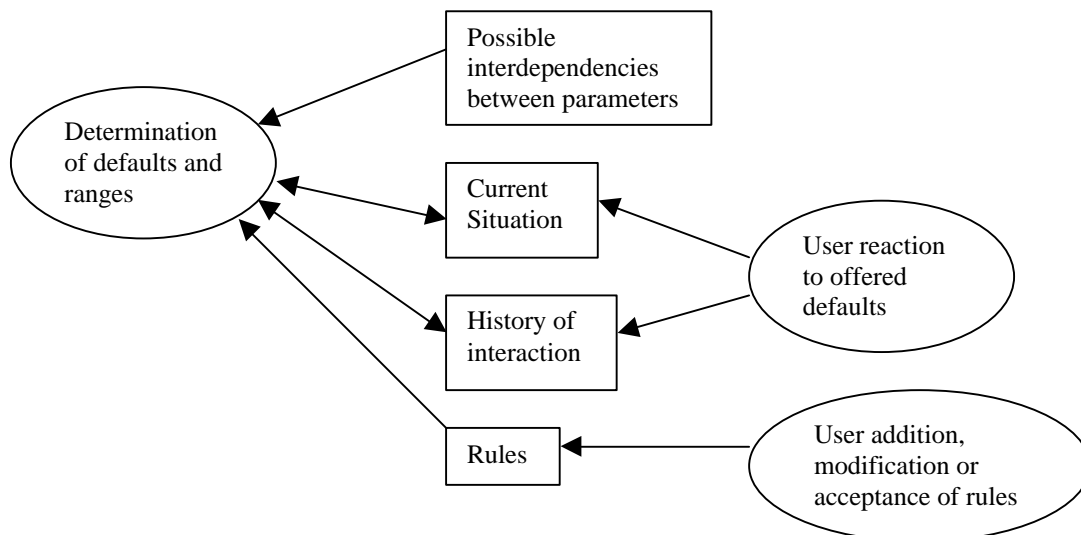 Possible
interdependencies
between parameters
Determination
of defaults and
ranges
Current
Situation
User reaction
to offered
defaults
History of
interaction
Rules
User addition,
modification or
acceptance of rules